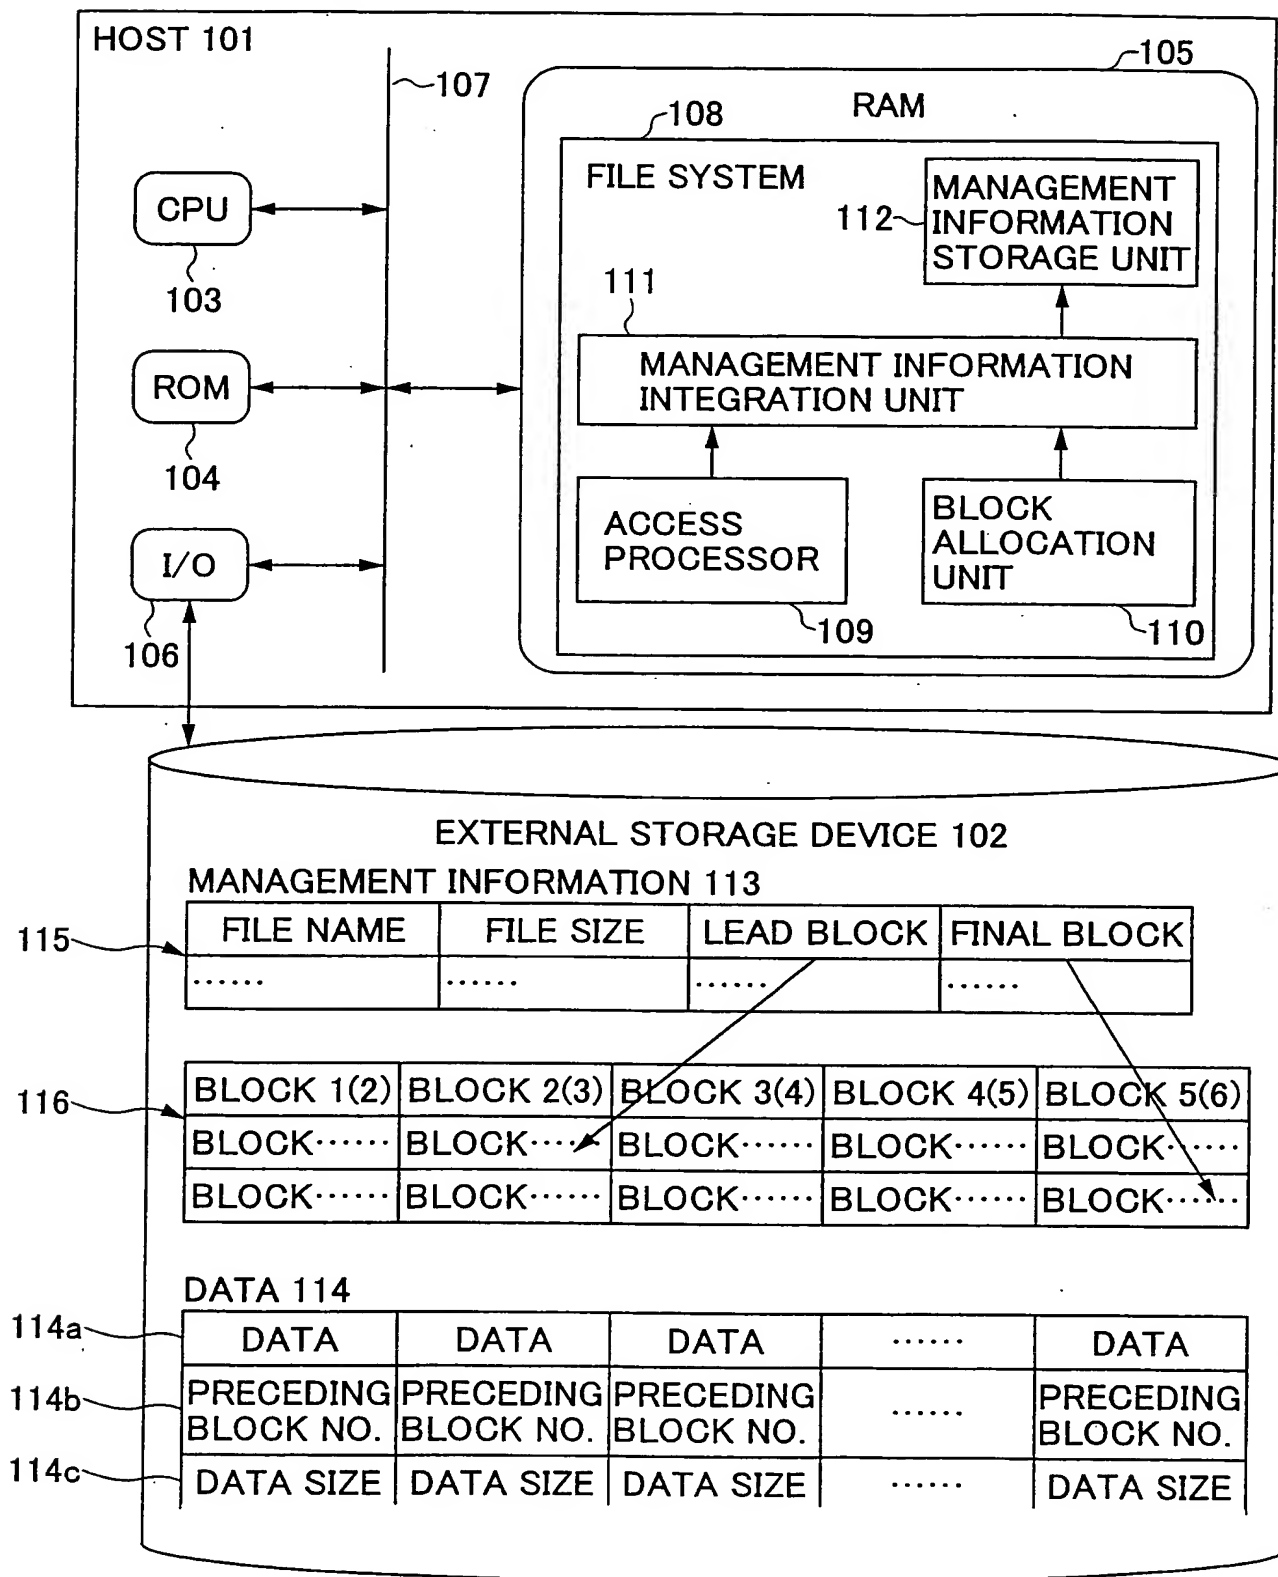 HOST 101
107
105
RAM
108
FILE SYSTEM
MANAGEMENT
INFORMATION
STORAGE UNIT
112
CPU
103
111
MANAGEMENT INFORMATION
INTEGRATION UNIT
ROM
104
ACCESS
PROCESSOR
109
BLOCK
ALLOCATION
UNIT
110
I/O
106
EXTERNAL STORAGE DEVICE 102
MANAGEMENT INFORMATION 113
115
FILE NAME FILE SIZE LEAD BLOCK FINAL BLOCK
······ ······ ······ ······
116
BLOCK 1(2) BLOCK 2(3) BLOCK 3(4) BLOCK 4(5) BLOCK 5(6)
BLOCK······ BLOCK······ BLOCK······ BLOCK······ BLOCK······
BLOCK······ BLOCK······ BLOCK······ BLOCK······ BLOCK······
DATA 114
114a
DATA DATA DATA ······ DATA
114b
PRECEDING PRECEDING PRECEDING ······ PRECEDING
BLOCK NO. BLOCK NO. BLOCK NO. BLOCK NO.
114c
DATA SIZE DATA SIZE DATA SIZE ······ DATA SIZE